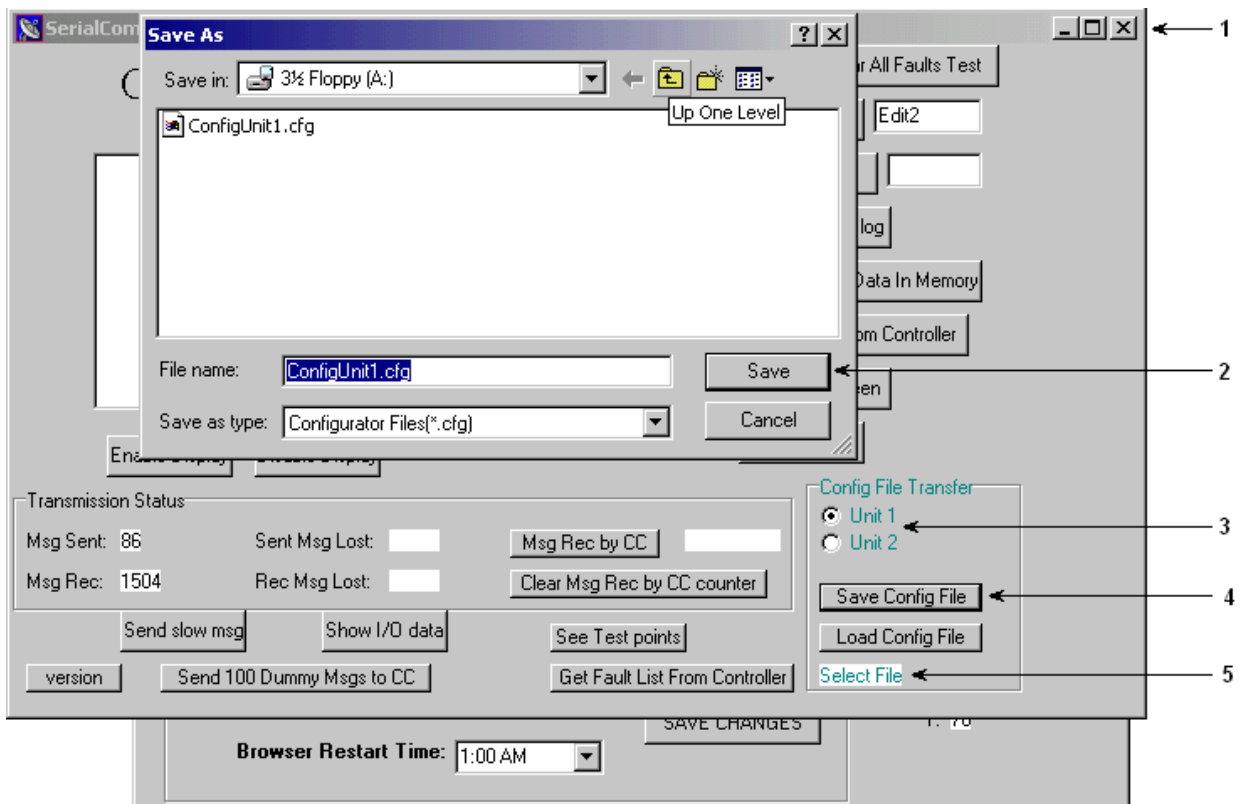 SerialCom
Save As
1
Save in: 3½ Floppy (A:)
All Faults Test
Up One Level
Edit2
ConfigUnit1.cfg
log
Data In Memory
Controller
File name: ConfigUnit1.cfg Save
2
Save as type: Configurator Files(*.cfg) Cancel
Transmission Status
Config File Transfer
Unit 1
3
Unit 2
Msg Sent: 86 Sent Msg Lost: Msg Rec by CC
Msg Rec: 1504 Rec Msg Lost: Clear Msg Rec by CC counter
Save Config File
4
Send slow msg Show I/O data See Test points Load Config File
version Send 100 Dummy Msgs to CC Get Fault List From Controller Select File
5
SAVE CHANGES
Browser Restart Time: 1:00 AM